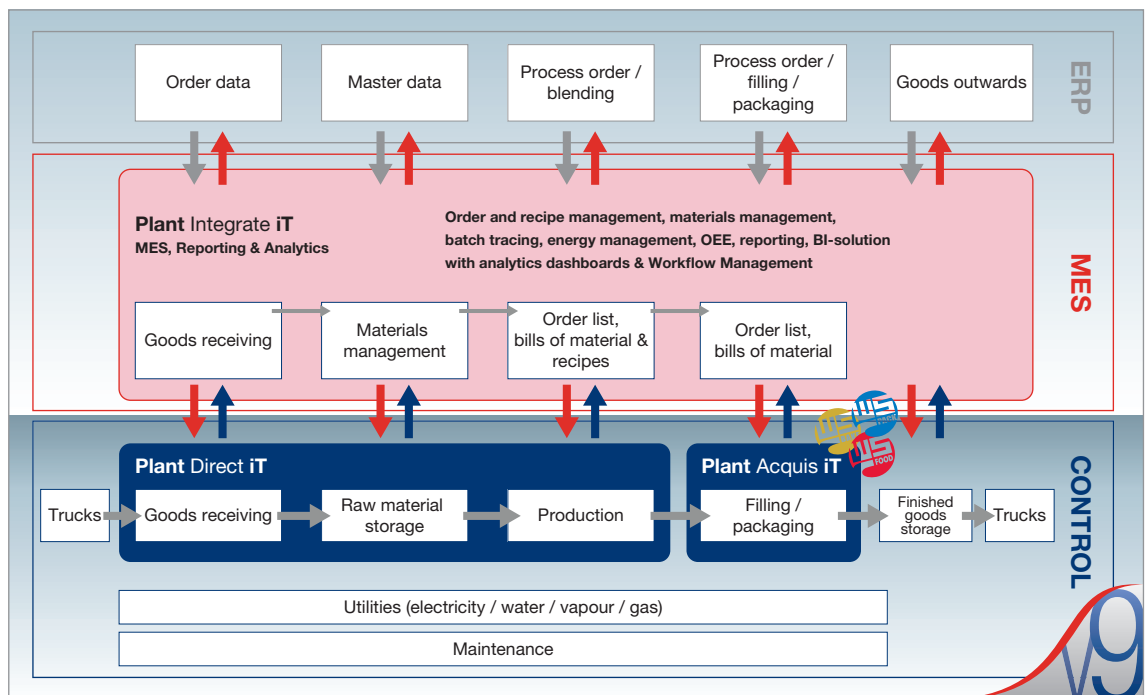 Order data
Master data
Process order /
blending
Process order /
filling /
packaging
Goods outwards
ERP
Plant Integrate iT
MES, Reporting & Analytics
Order and recipe management, materials management,
batch tracing, energy management, OEE, reporting, BI-solution
with analytics dashboards & Workflow Management
MES
Goods receiving
Materials
management
Order list,
bills of material &
recipes
Order list,
bills of material
WS
PACK
WS
FOOD
Plant Direct iT
Plant Acquis iT
CONTROL
Trucks
Goods receiving
Raw material
storage
Production
Filling /
packaging
Finished
goods
storage
Trucks
Utilities (electricity / water / vapour / gas)
Maintenance
v9